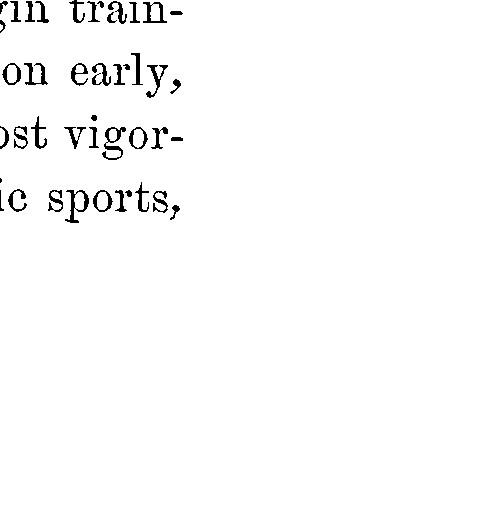 gin train-
on early,
ost vigor-
ic sports,